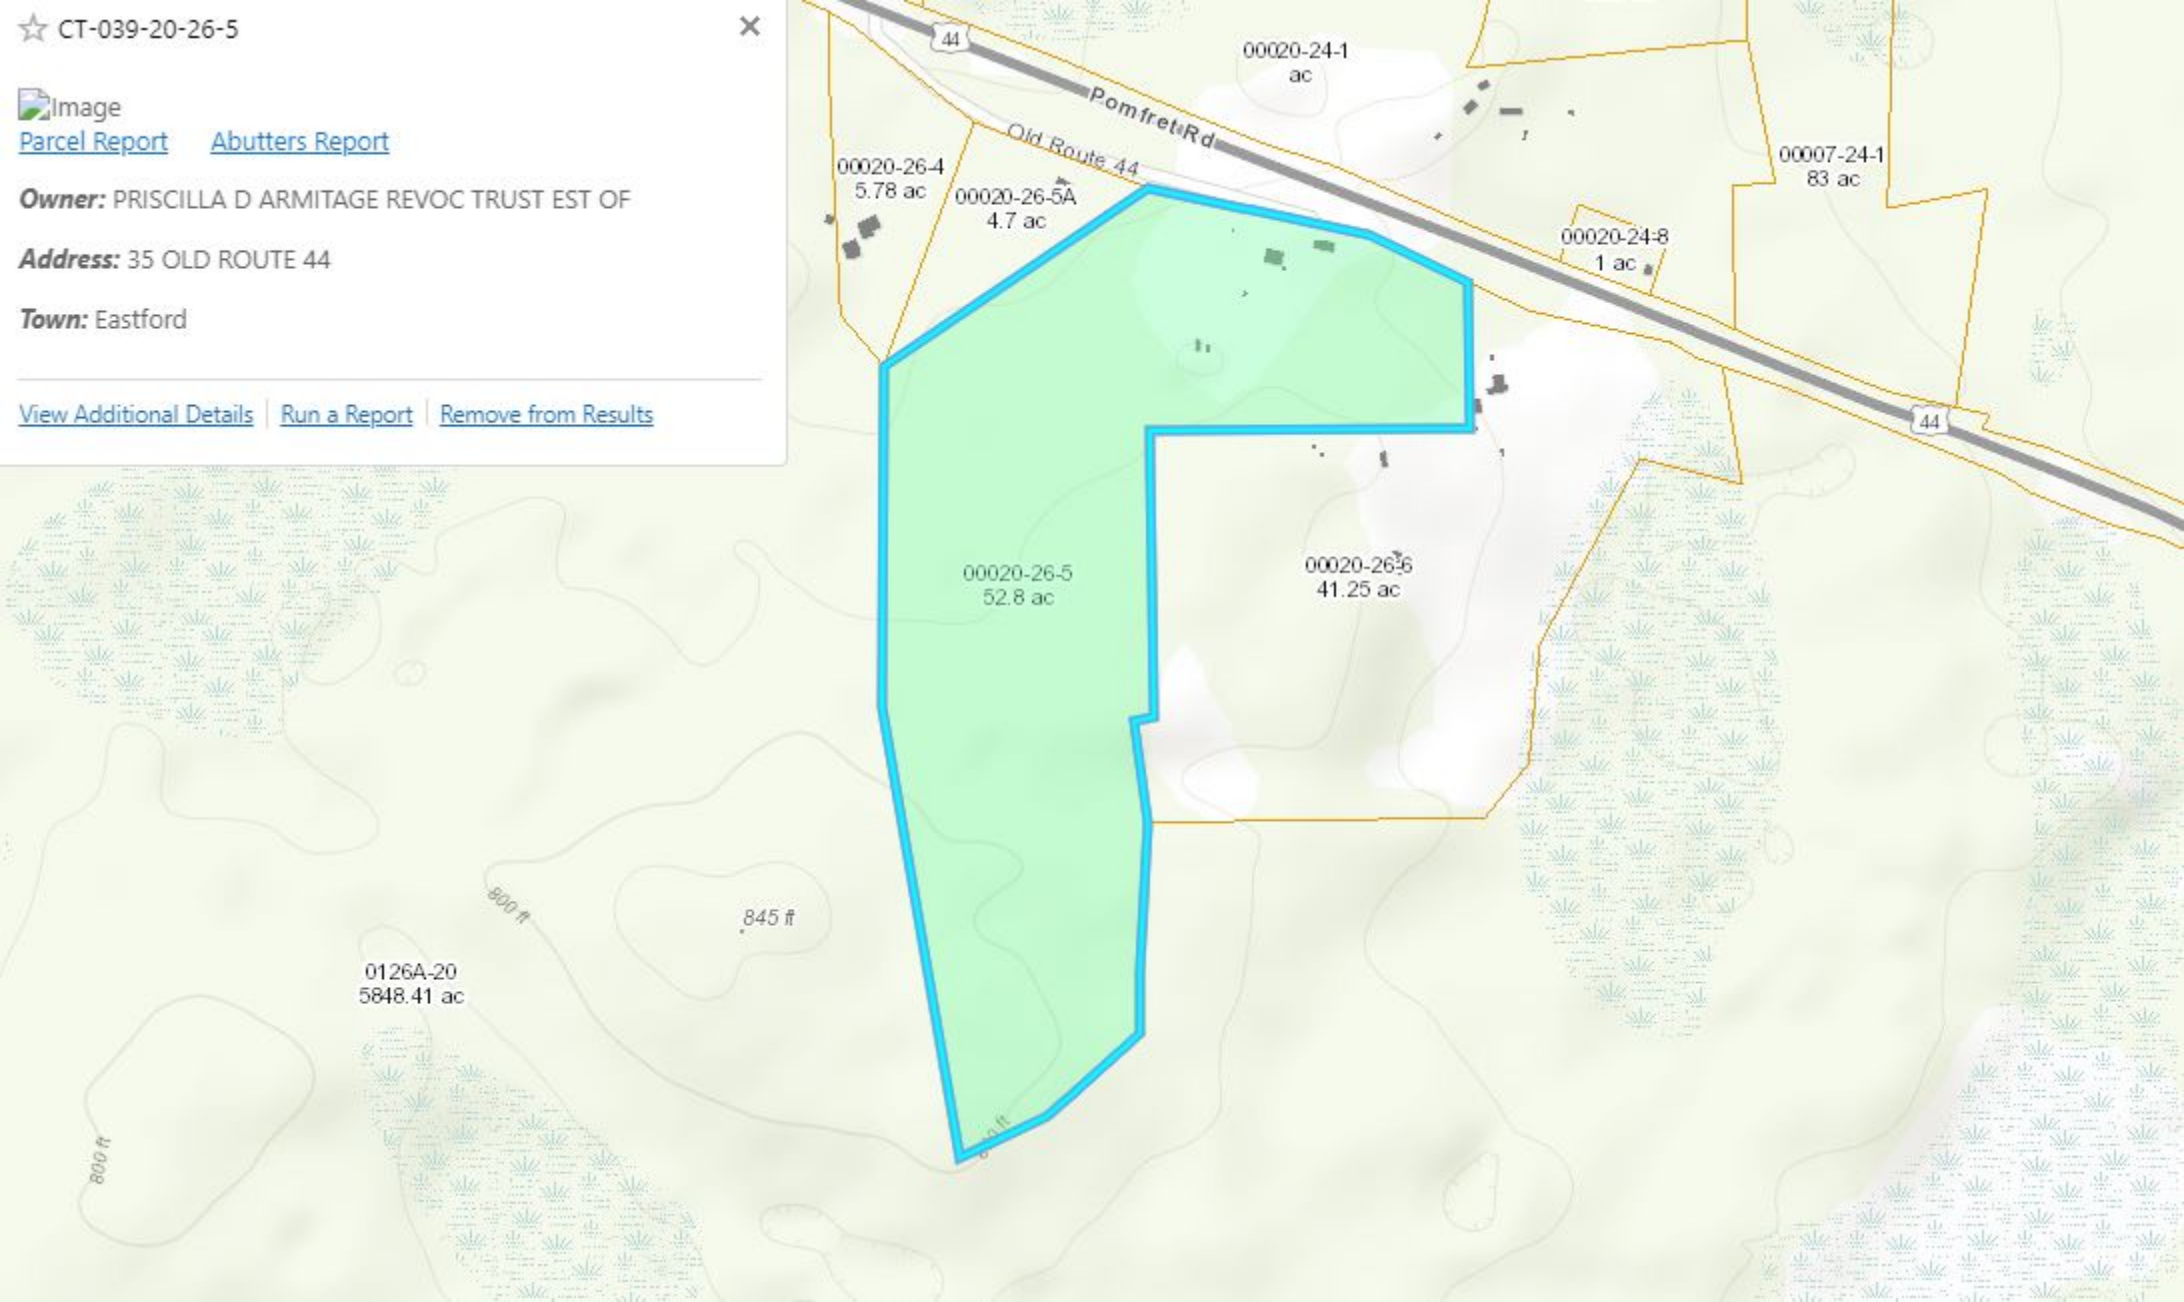 CT-039-20-26-5
Image
Parcel Report Abutters Report
Owner: PRISCILLA D ARMITAGE REVOC TRUST EST OF
Address: 35 OLD ROUTE 44
Town: Eastford
View Additional Details Run a Report Remove from Results
44
00020-24-1
ac
Pomfret Rd
Old Route 44
00020-26-4
5.78 ac
00020-26-5A
4.7 ac
00007-24-1
83 ac
00020-24-8
1 ac
44
00020-26-5
52.8 ac
00020-26-6
41.25 ac
800 ft
845 ft
0126A-20
5848.41 ac
800 ft
ft